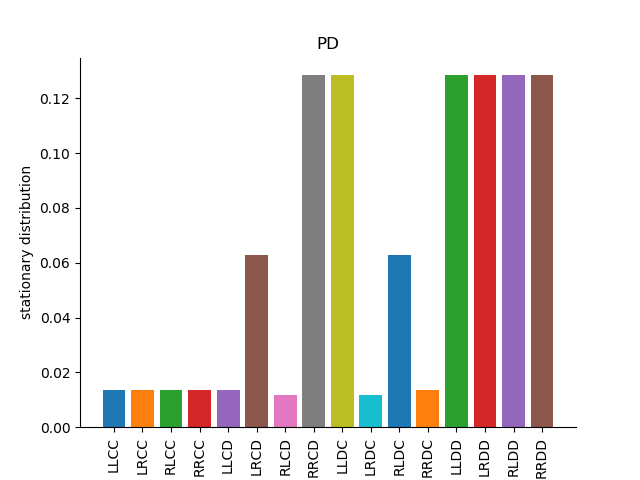 PD
stationary distribution
0.12
0.10
0.08
0.06
0.04
0.02
0.00
LLCC
LRCC
RLCC
RRCC
LLCD
LRCD
RLCD
RRCD
LLDC
LRDC
RLDC
RRDC
LLDD
LRDD
RLDD
RRDD